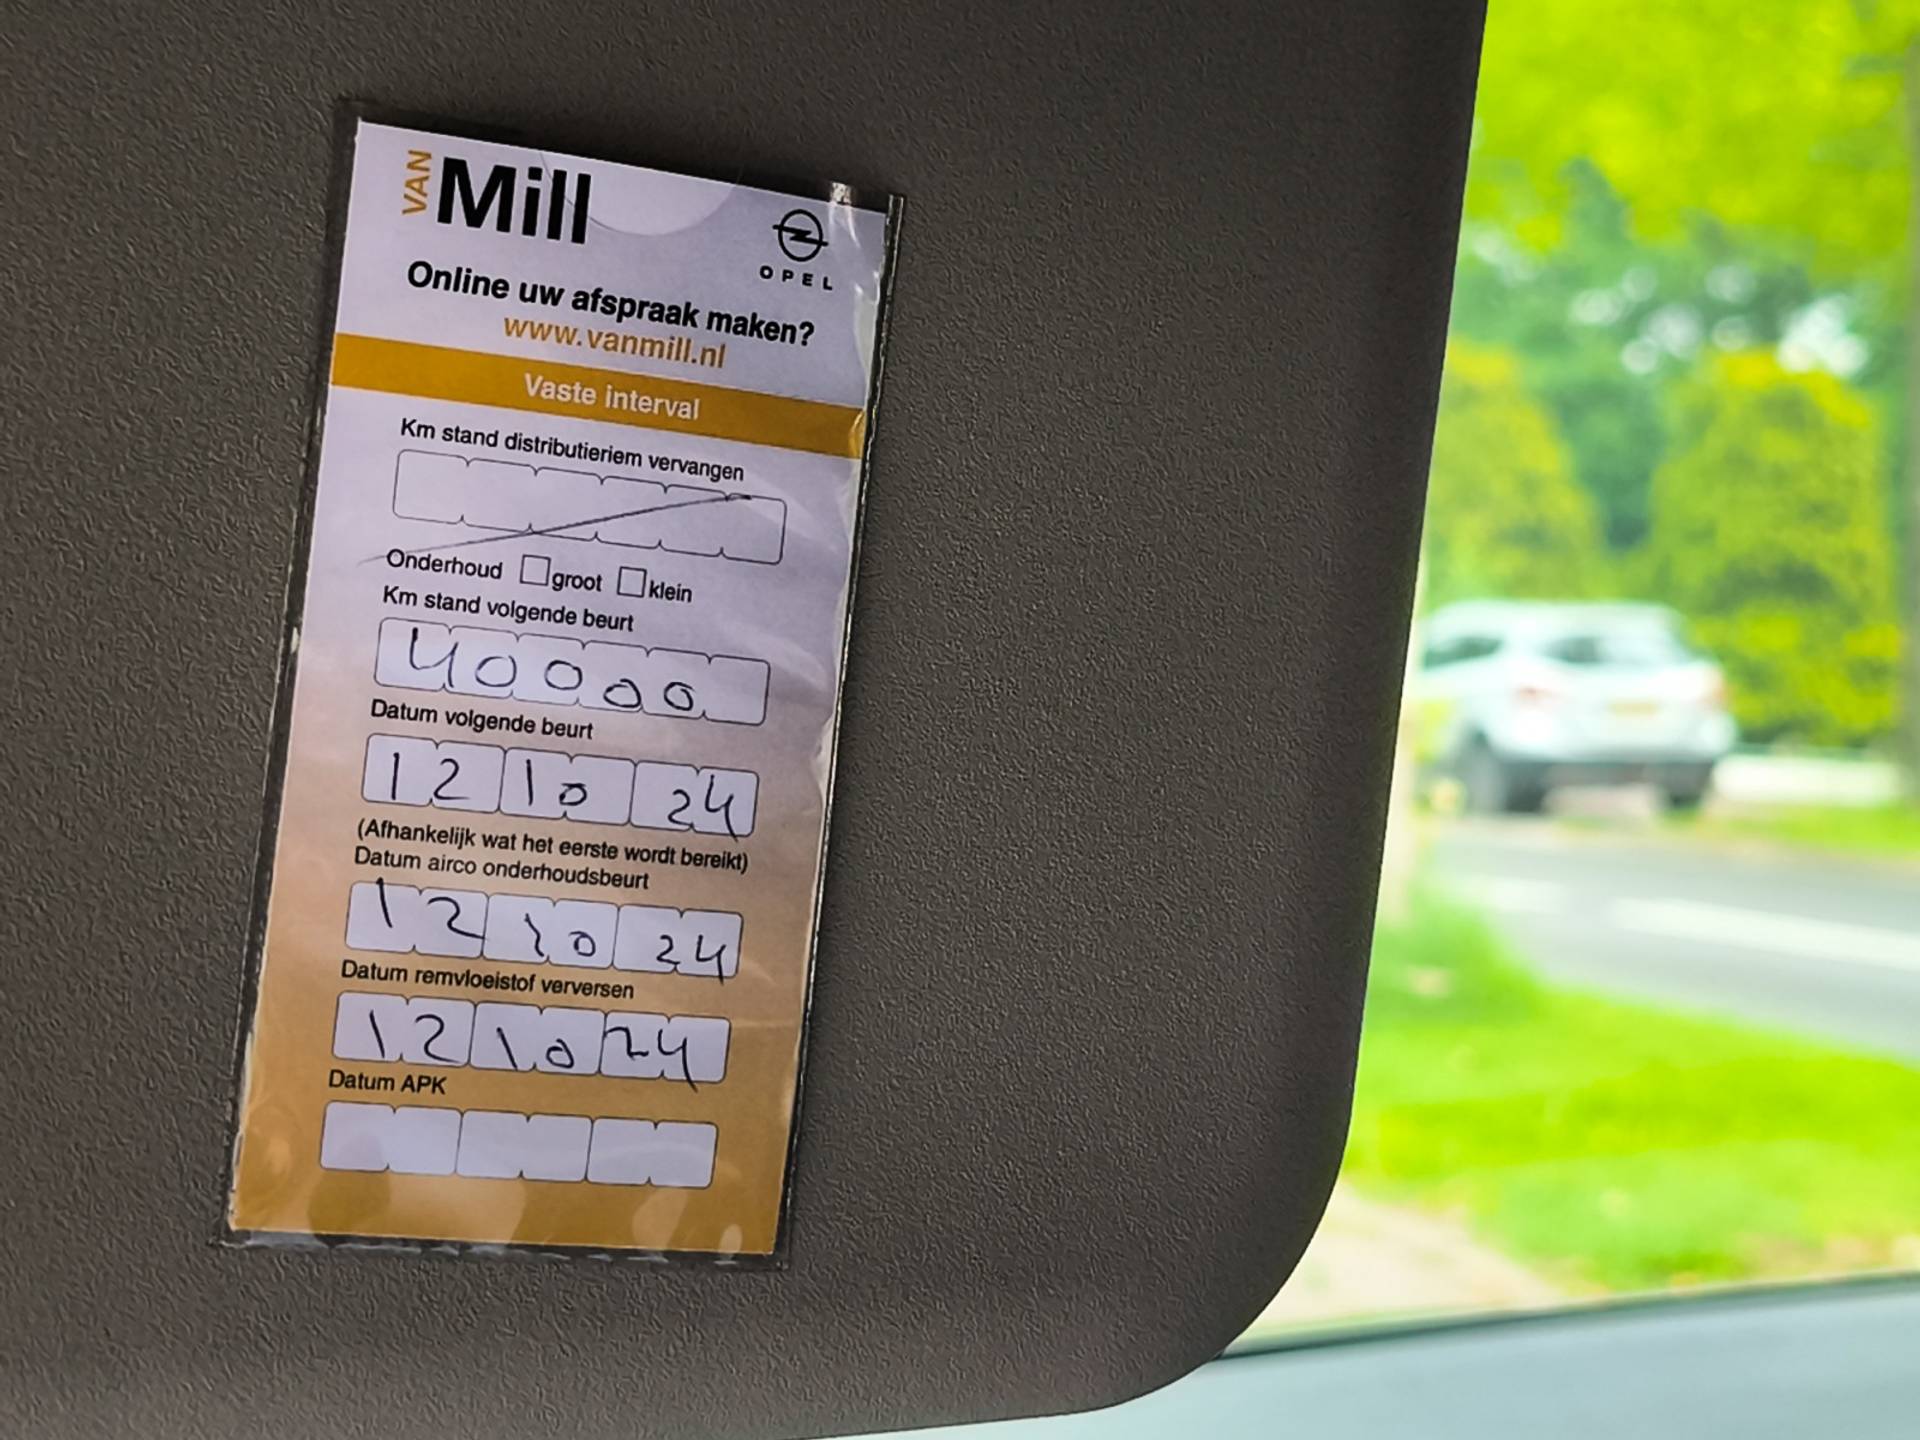 VAN Mill
OPEL
Online uw afspraak maken?
www.vanmill.nl
Vaste interval
Km stand distributieriem vervangen
Onderhoud groot klein
Km stand volgende beurt
40000
Datum volgende beurt
12 10 24
(Afhankelijk wat het eerste wordt bereikt)
Datum airco onderhoudsbeurt
12 10 24
Datum remvloeistof verversen
12 10 24
Datum APK